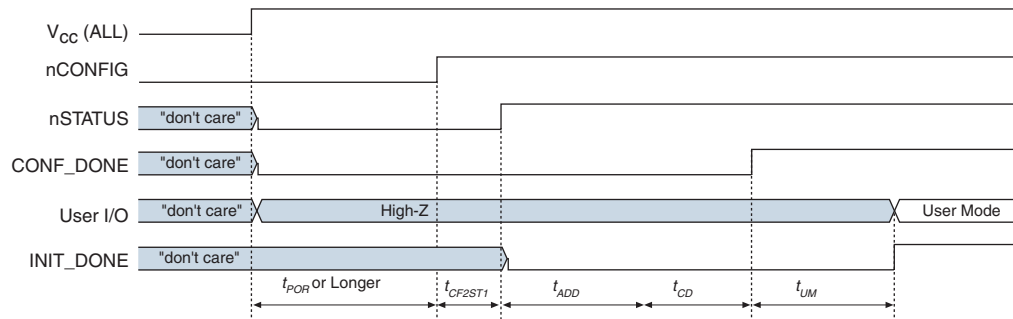 V_CC (ALL)
nCONFIG
nSTATUS "don't care"
CONF_DONE "don't care"
User I/O "don't care" High-Z User Mode
INIT_DONE "don't care"
t_POR or Longer t_CF2ST1 t_ADD t_CD t_UM